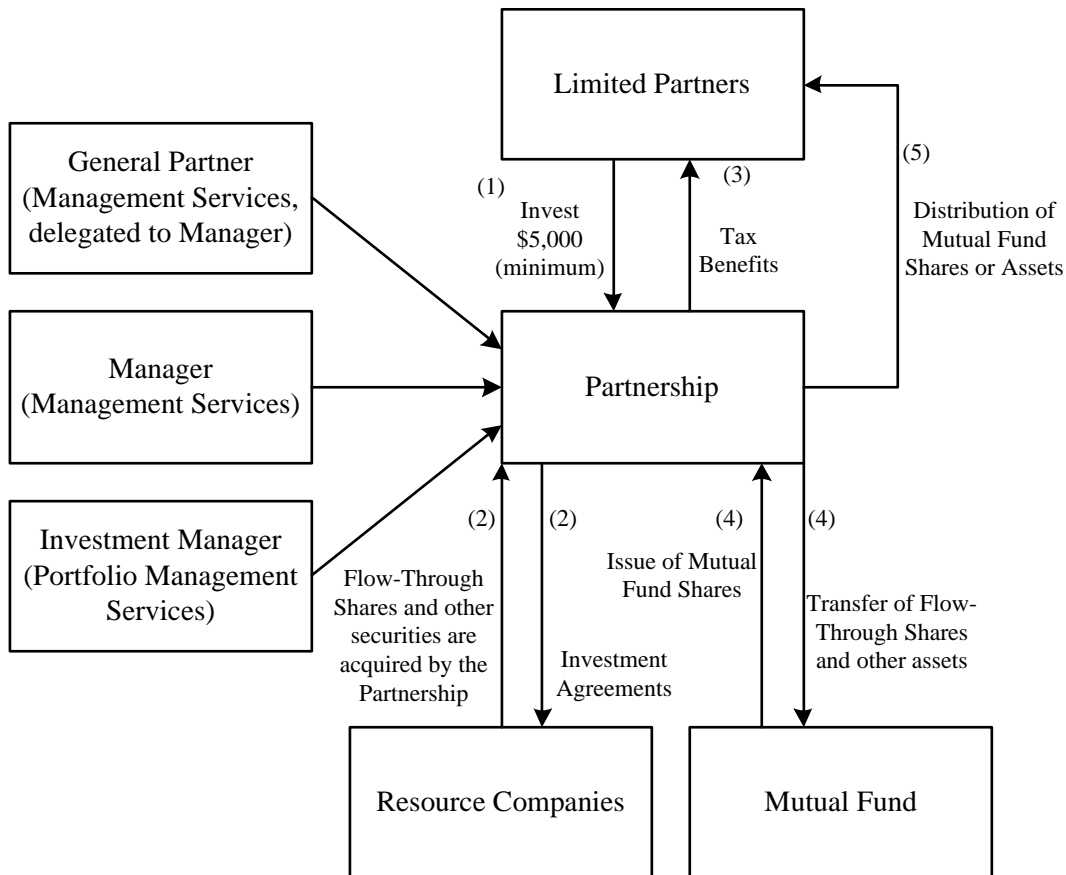 Limited Partners
General Partner
(Management Services,
delegated to Manager)
(1)
Invest
$5,000
(minimum)
(3)
Tax
Benefits
(5)
Distribution of
Mutual Fund
Shares or Assets
Manager
(Management Services)
Partnership
Investment Manager
(Portfolio Management
Services)
(2)
Flow-Through
Shares and other
securities are
acquired by the
Partnership
(2)
Investment
Agreements
(4)
Issue of Mutual
Fund Shares
(4)
Transfer of Flow-
Through Shares
and other assets
Resource Companies
Mutual Fund